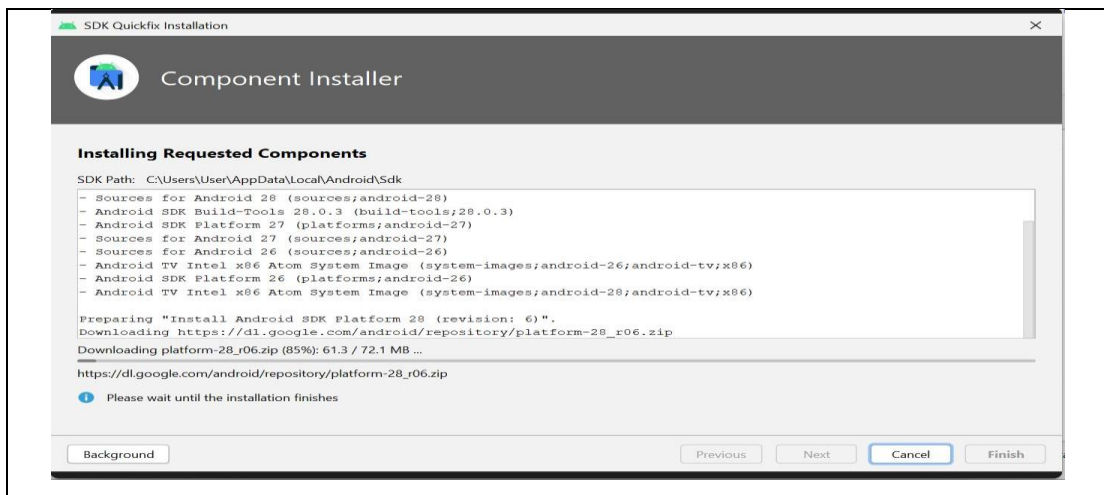 SDK Quickfix Installation
Component Installer
Installing Requested Components
SDK Path: C:\Users\User\AppData\Local\Android\Sdk
- Sources for Android 28 (sources;android-28)
- Android SDK Build-Tools 28.0.3 (build-tools;28.0.3)
- Android SDK Platform 27 (platforms;android-27)
- Sources for Android 27 (sources;android-27)
- Sources for Android 26 (sources;android-26)
- Android TV Intel x86 Atom System Image (system-images;android-26;android-tv;x86)
- Android SDK Platform 26 (platforms;android-26)
- Android TV Intel x86 Atom System Image (system-images;android-28;android-tv;x86)
Preparing "Install Android SDK Platform 28 (revision: 6)".
Downloading https://dl.google.com/android/repository/platform-28_r06.zip
Downloading platform-28_r06.zip (85%): 61.3 / 72.1 MB ...
https://dl.google.com/android/repository/platform-28_r06.zip
Please wait until the installation finishes
Background Previous Next Cancel Finish